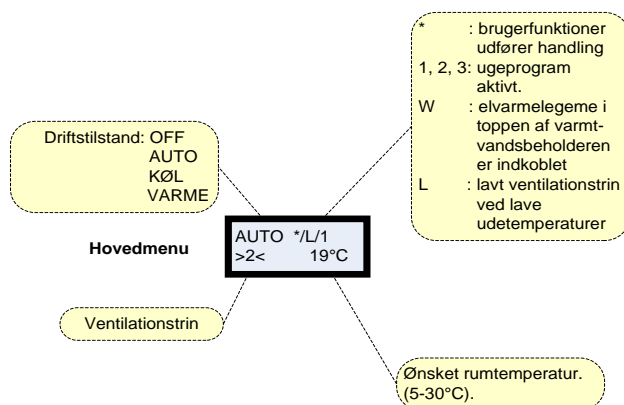 * : brugerfunktioner
udfører handling
1, 2, 3: ugeprogram
aktivt.
W : elvarmelegeme i
toppen af varmt-
vandsbeholderen
er indkoblet
L : lavt ventilationstrin
ved lave
udetemperaturer
Driftstilstand: OFF
AUTO
KØL
VARME
Hovedmenu
AUTO */L/1
>2< 19°C
Ventilationstrin
Ønsket rumtemperatur.
(5-30°C).